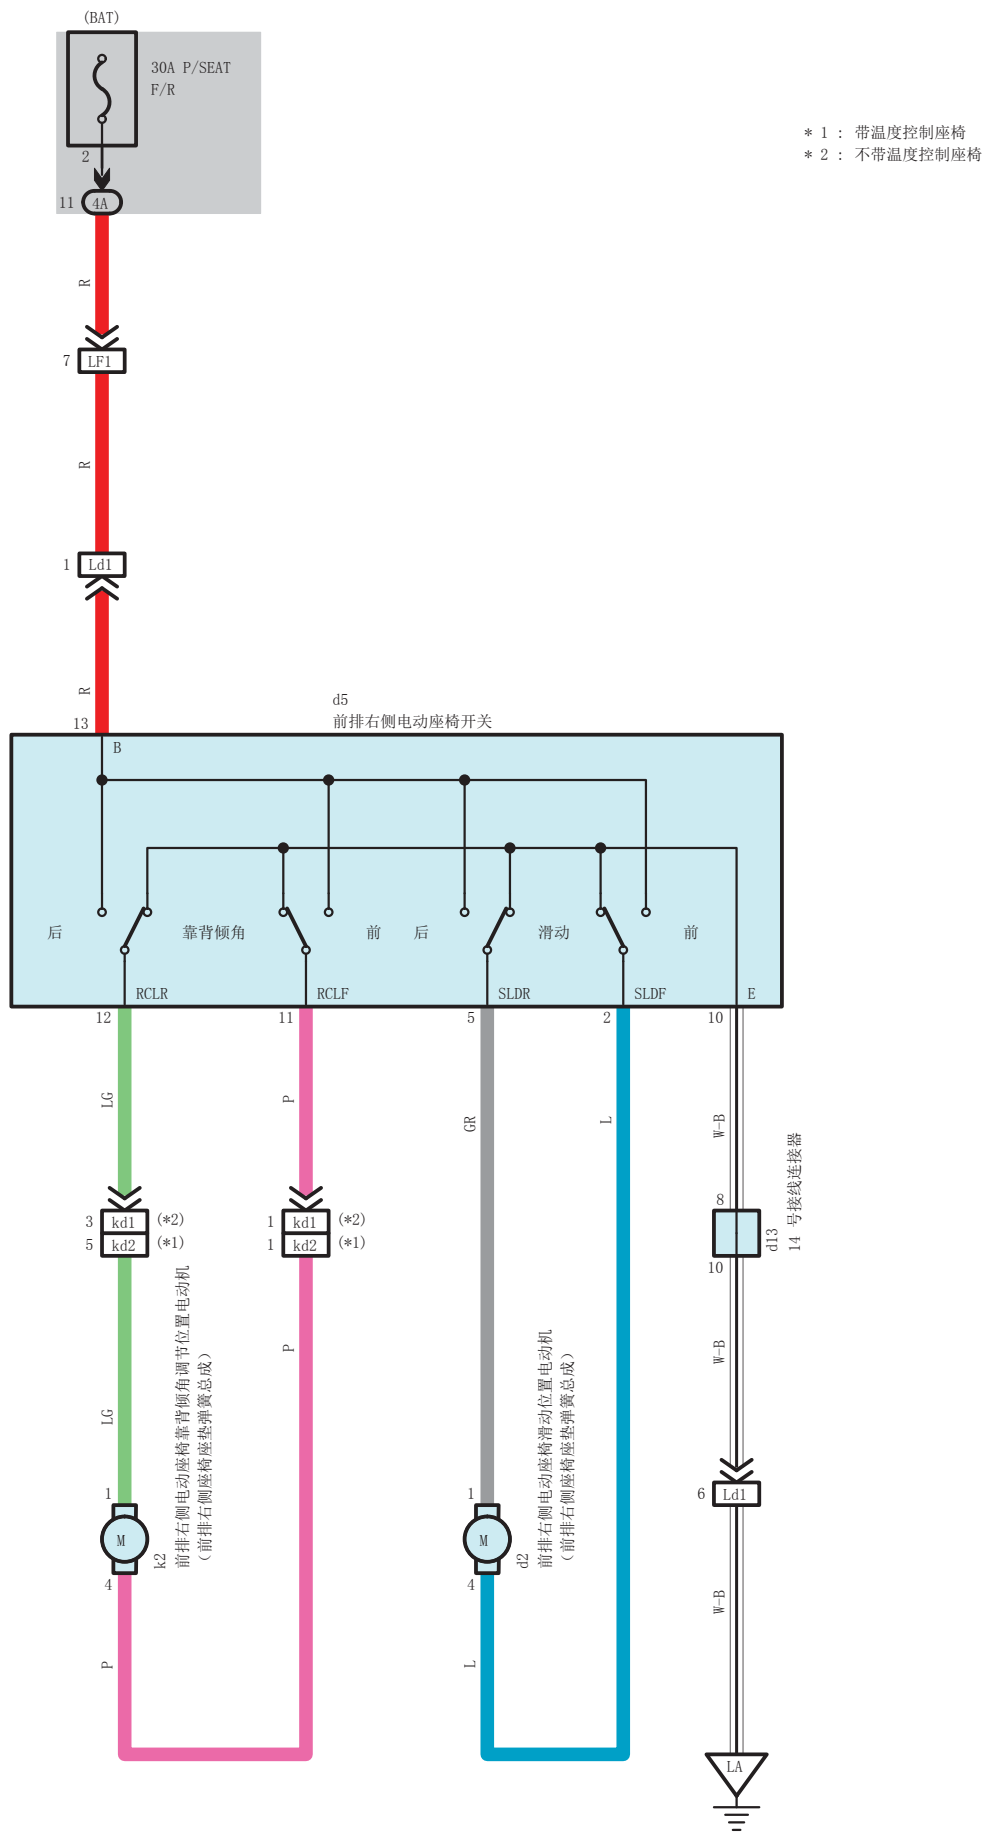 (BAT)
30A P/SEAT
F/R
2
11
4A
* 1 : 带温度控制座椅
* 2 : 不带温度控制座椅
R
7
LF1
R
1
Ld1
R
13
d5
前排右侧电动座椅开关
B
后
靠背倾角
前
后
滑动
前
RCLR
RCLF
SLDR
SLDF
E
12
11
5
2
10
LG
P
GR
L
W-B
3
kd1
(*2)
5
kd2
(*1)
1
kd1
(*2)
1
kd2
(*1)
8
10
d13
14 号接线连接器
LG
P
W-B
1
M
4
k2
前排右侧电动座椅靠背倾角调节位置电动机
（前排右侧座椅座垫弹簧总成）
1
M
4
d2
前排右侧电动座椅滑动位置电动机
（前排右侧座椅座垫弹簧总成）
6
Ld1
W-B
P
L
LA